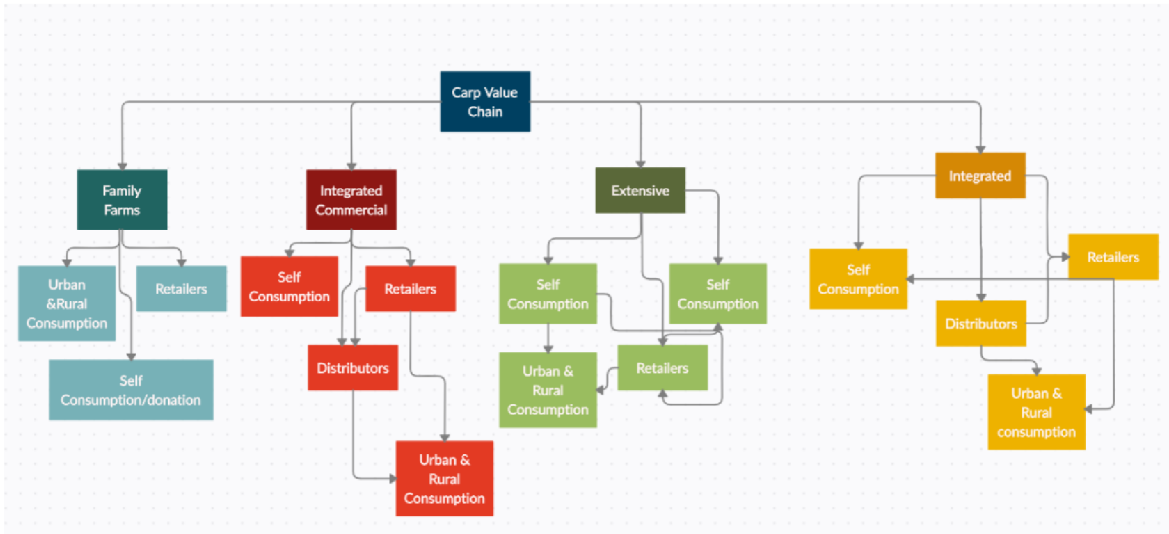 Carp Value
Chain
Family
Farms
Integrated
Commercial
Extensive
Integrated
Urban
&Rural
Consumption
Retailers
Self
Consumption/donation
Self
Consumption
Retailers
Distributors
Urban &
Rural
Consumption
Self
Consumption
Self
Consumption
Urban &
Rural
Consumption
Retailers
Self
Consumption
Retailers
Distributors
Urban &
Rural
consumption